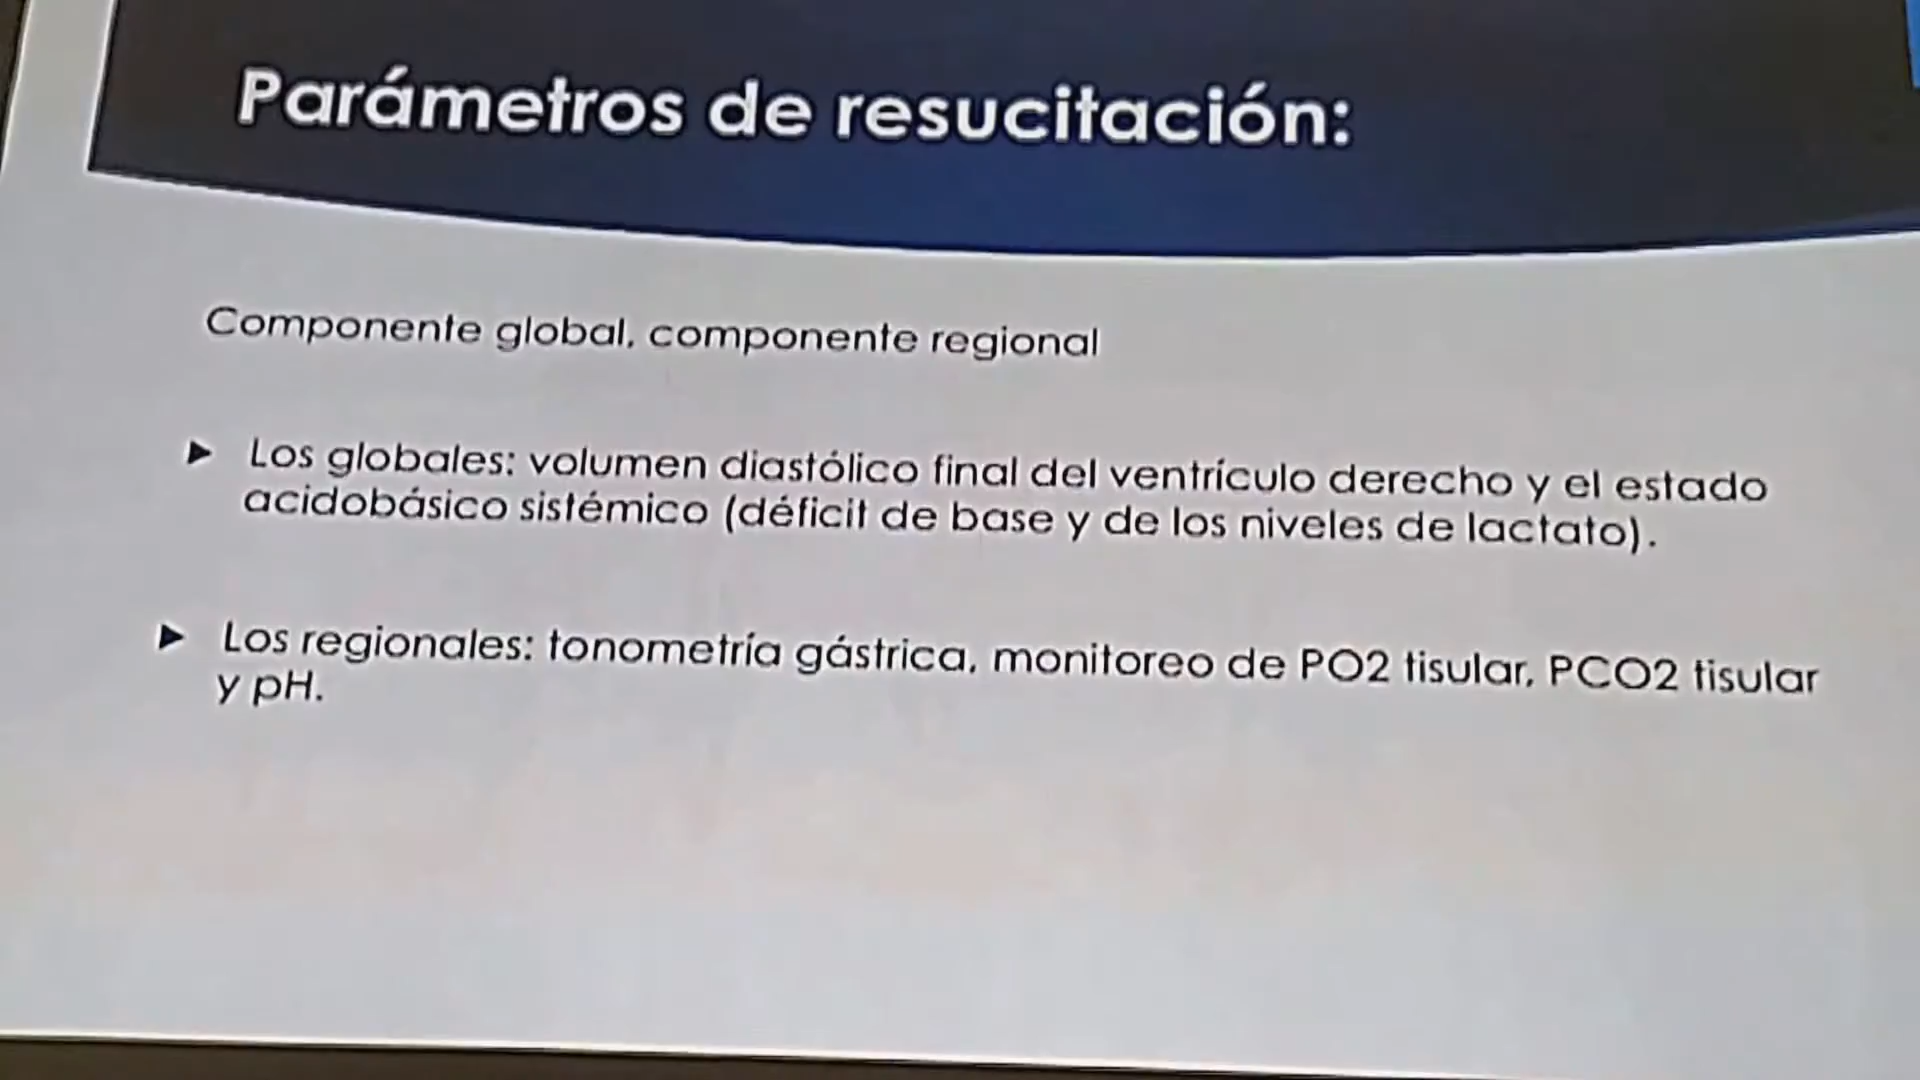 Parámetros de resucitación:
Componente global, componente regional
► Los globales: volumen diastólico final del ventrículo derecho y el estado
acidobásico sistémico (déficit de base y de los niveles de lactato).
► Los regionales: tonometría gástrica, monitoreo de PO2 tisular, PCO2 tisular
y pH.